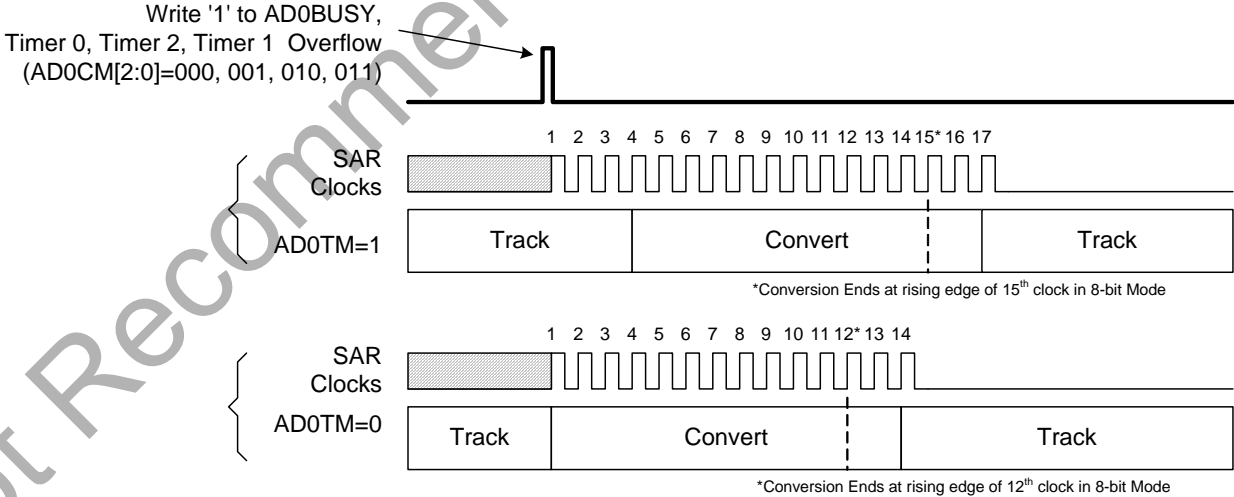 Write '1' to AD0BUSY,
Timer 0, Timer 2, Timer 1 Overflow
(AD0CM[2:0]=000, 001, 010, 011)
1 2 3 4 5 6 7 8 9 10 11 12 13 14 15* 16 17
SAR
Clocks
AD0TM=1
Track Convert Track
*Conversion Ends at rising edge of 15th clock in 8-bit Mode
1 2 3 4 5 6 7 8 9 10 11 12* 13 14
SAR
Clocks
AD0TM=0
Track Convert Track
*Conversion Ends at rising edge of 12th clock in 8-bit Mode